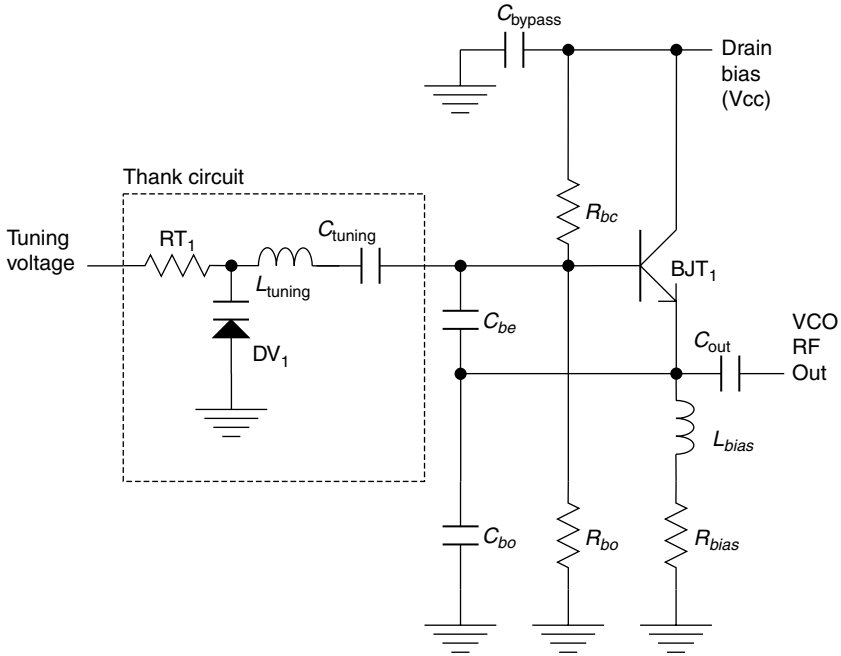 C_bypass
Drain
bias
(Vcc)
Thank circuit
R_bc
Tuning
voltage
RT_1
C_tuning
L_tuning
BJT_1
C_be
DV_1
C_out
VCO
RF
Out
L_bias
C_bo
R_bo
R_bias